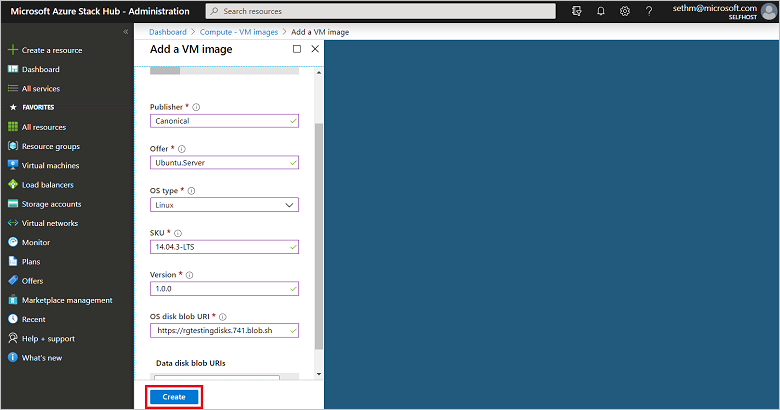 Microsoft Azure Stack Hub - Administration
Search resources
sethm@microsoft.com
SELFHOST
Create a resource
Dashboard
All services
FAVORITES
All resources
Resource groups
Virtual machines
Load balancers
Storage accounts
Virtual networks
Monitor
Plans
Offers
Marketplace management
Recent
Help + support
What's new
Dashboard > Compute - VM images > Add a VM image
Add a VM image
Publisher *
Canonical
Offer *
Ubuntu.Server
OS type *
Linux
SKU *
14.04.3-LTS
Version *
1.0.0
OS disk blob URI *
https://rgtestingdisks.741.blob.sh
Data disk blob URIs
Create